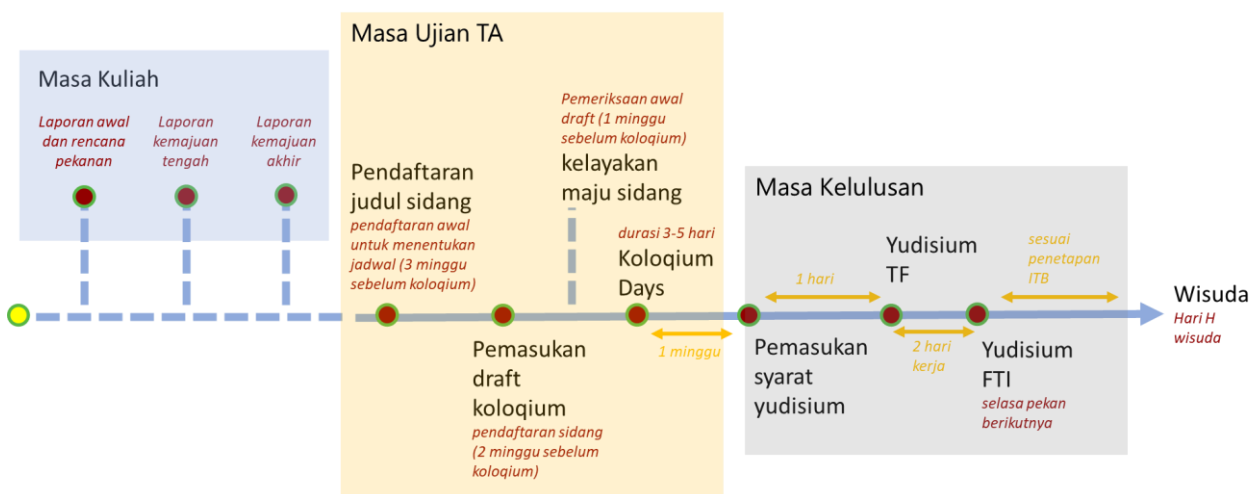 Masa Kuliah
Laporan awal
dan rencana
pekanan
Laporan
kemajuan
tengah
Laporan
kemajuan
akhir
Masa Ujian TA
Pendaftaran
judul sidang
pendaftaran awal
untuk menentukan
jadwal (3 minggu
sebelum koloqium)
Pemasukan
draft
koloqium
pendaftaran sidang
(2 minggu sebelum
koloqium)
Pemeriksaan awal
draft (1 minggu
sebelum koloqium)
kelayakan
maju sidang
durasi 3-5 hari
Koloqium
Days
1 minggu
Masa Kelulusan
Pemasukan
syarat
yudisium
1 hari
Yudisium
TF
2 hari
kerja
Yudisium
FTI
selasa pekan
berikutnya
sesuai
penetapan
ITB
Wisuda
Hari H
wisuda